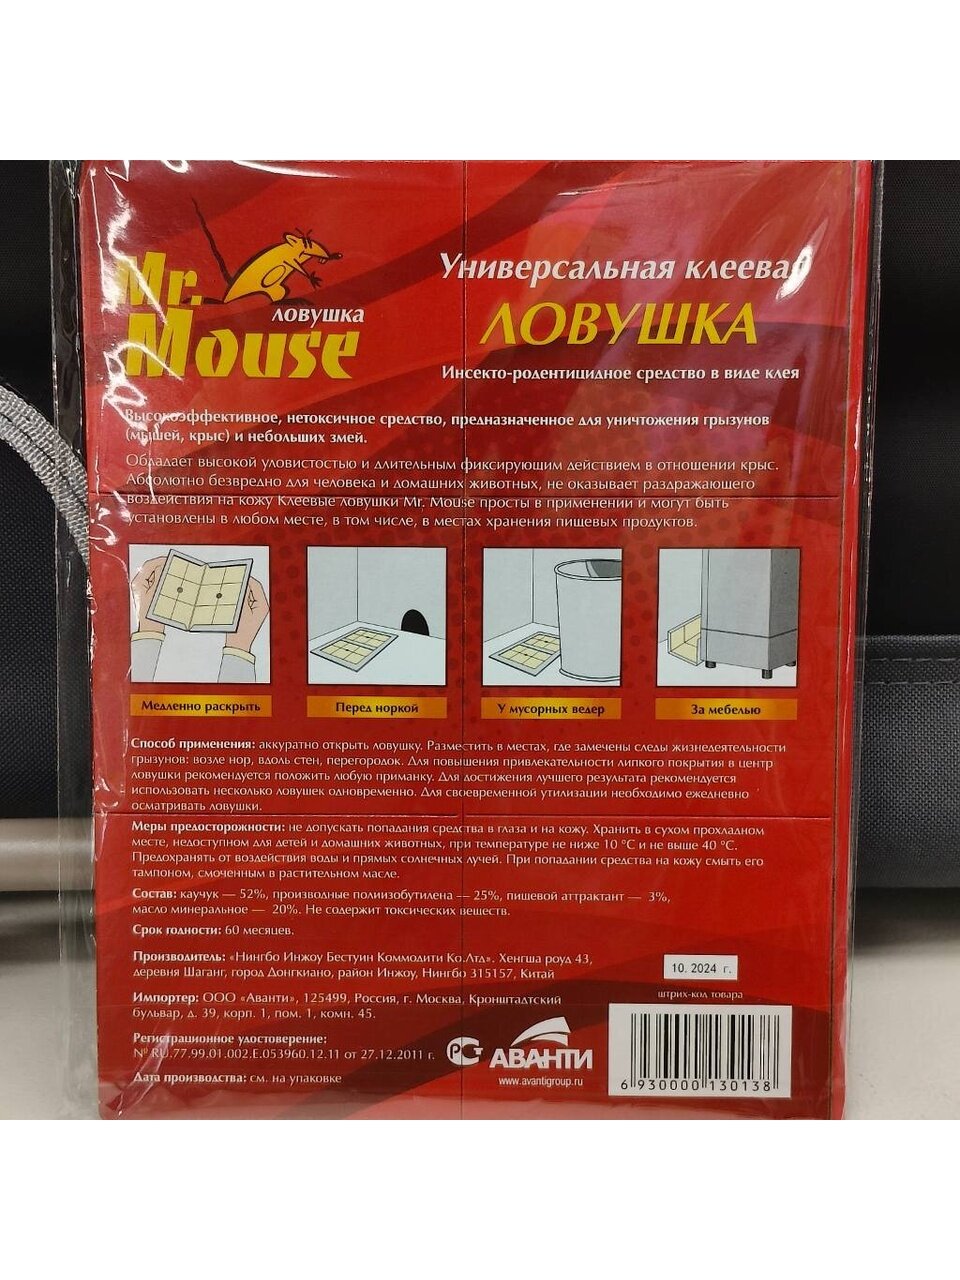 Mr. Mouse
ловушка
Универсальная клеевая
ЛОВУШКА
Инсекто-родентицидное средство в виде клея
Высокоэффективное, нетоксичное средство, предназначенное для уничтожения грызунов
(мышей, крыс) и небольших змей.
Обладает высокой уловистостью и длительным фиксирующим действием в отношении крыс.
Абсолютно безвредно для человека и домашних животных, не оказывает раздражающего
воздействия на кожу Клеевые ловушки Mr. Mouse просты в применении и могут быть
установлены в любом месте, в том числе, в местах хранения пищевых продуктов.
Медленно раскрыть
Перед норкой
У мусорных ведер
За мебелью
Способ применения: аккуратно открыть ловушку. Разместить в местах, где замечены следы жизнедеятельности
грызунов: возле нор, вдоль стен, перегородок. Для повышения привлекательности липкого покрытия в центр
ловушки рекомендуется положить любую приманку. Для достижения лучшего результата рекомендуется
использовать несколько ловушек одновременно. Для своевременной утилизации необходимо ежедневно
осматривать ловушки.
Меры предосторожности: не допускать попадания средства в глаза и на кожу. Хранить в сухом прохладном
месте, недоступном для детей и домашних животных, при температуре не ниже 10 °С и не выше 40 °С.
Предохранять от воздействия воды и прямых солнечных лучей. При попадании средства на кожу смыть его
тампоном, смоченным в растительном масле.
Состав: каучук — 52%, производные полиизобутилена — 25%, пищевой аттрактант — 3%,
масло минеральное — 20%. Не содержит токсических веществ.
Срок годности: 60 месяцев.
Производитель: «Нингбо Инжоу Бестуин Коммодити Ко.Лтд». Хенгша роуд 43,
деревня Шаганг, город Донгкиано, район Инжоу, Нингбо 315157, Китай
Импортер: ООО «Аванти», 125499, Россия, г. Москва, Кронштадтский
бульвар, д. 39, корп. 1, пом. 1, комн. 45.
Регистрационное удостоверение:
№ RU.77.99.01.002.Е.053960.12.11 от 27.12.2011 г.
Дата производства: см. на упаковке
РСТ
АВАНТИ
www.avantigroup.ru
10. 2024 г.
штрих-код товара
6 930000 130138